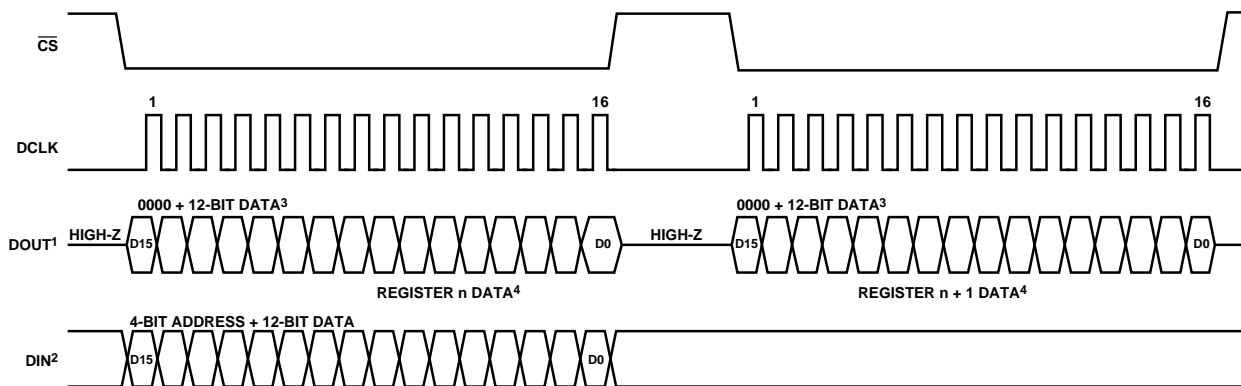 CS
1 16 1 16
DCLK
0000 + 12-BIT DATA3 0000 + 12-BIT DATA3
DOUT1 HIGH-Z D15 D0 HIGH-Z D15 D0
REGISTER n DATA4 REGISTER n + 1 DATA4
4-BIT ADDRESS + 12-BIT DATA
DIN2 D15 D0